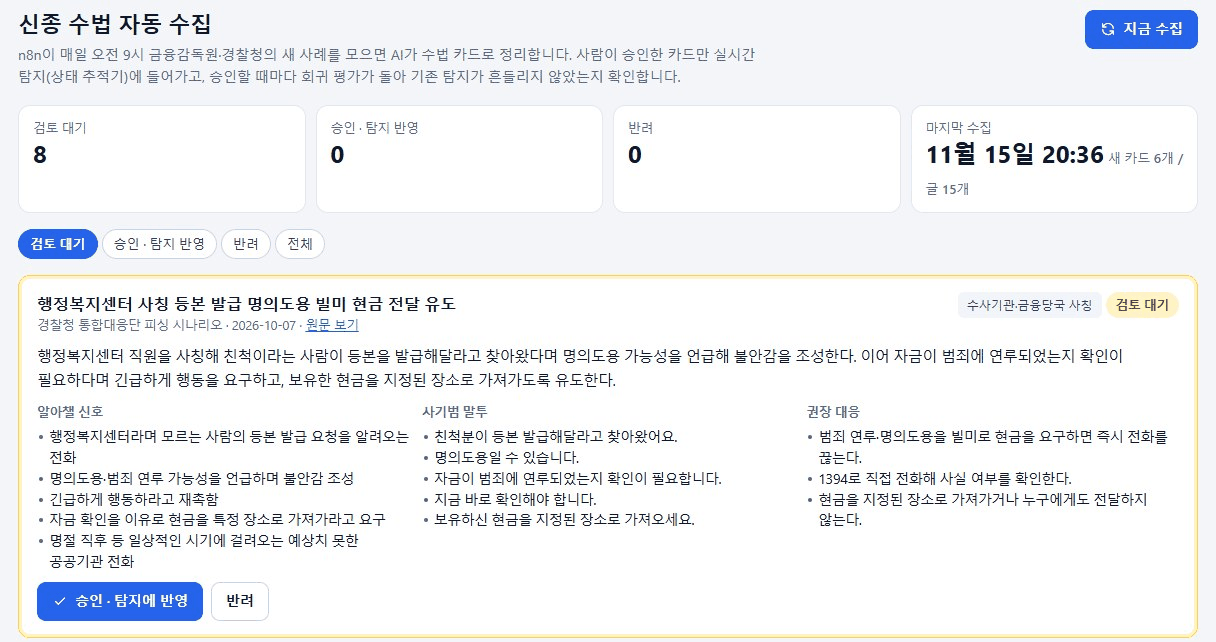 신종 수법 자동 수집
지금 수집
n8n이 매일 오전 9시 금융감독원·경찰청의 새 사례를 모으면 AI가 수법 카드로 정리합니다. 사람이 승인한 카드만 실시간
탐지(상태 추적기)에 들어가고, 승인할 때마다 회귀 평가가 돌아 기존 탐지가 흔들리지 않았는지 확인합니다.
검토 대기
8
승인 · 탐지 반영
0
반려
0
마지막 수집
11월 15일 20:36 새 카드 6개 /
글 15개
검토 대기 승인 · 탐지 반영 반려 전체
행정복지센터 사칭 등본 발급 명의도용 빌미 현금 전달 유도
수사기관·금융당국 사칭 검토 대기
경찰청 통합대응단 피싱 시나리오 · 2026-10-07 · 원문 보기
행정복지센터 직원을 사칭해 친척이라는 사람이 등본을 발급해달라고 찾아왔다며 명의도용 가능성을 언급해 불안감을 조성한다. 이어 자금이 범죄에 연루되었는지 확인이
필요하다며 긴급하게 행동을 요구하고, 보유한 현금을 지정된 장소로 가져가도록 유도한다.
알아챌 신호
• 행정복지센터라며 모르는 사람의 등본 발급 요청을 알려오는
전화
• 명의도용·범죄 연루 가능성을 언급하며 불안감 조성
• 긴급하게 행동하라고 재촉함
• 자금 확인을 이유로 현금을 특정 장소로 가져가라고 요구
• 명절 직후 등 일상적인 시기에 걸려오는 예상치 못한
공공기관 전화
사기범 말투
• 친척분이 등본 발급해달라고 찾아왔어요.
• 명의도용일 수 있습니다.
• 자금이 범죄에 연루되었는지 확인이 필요합니다.
• 지금 바로 확인해야 합니다.
• 보유하신 현금을 지정된 장소로 가져오세요.
권장 대응
• 범죄 연루·명의도용을 빌미로 현금을 요구하면 즉시 전화를
끊는다.
• 1394로 직접 전화해 사실 여부를 확인한다.
• 현금을 지정된 장소로 가져가거나 누구에게도 전달하지
않는다.
승인 · 탐지에 반영
반려